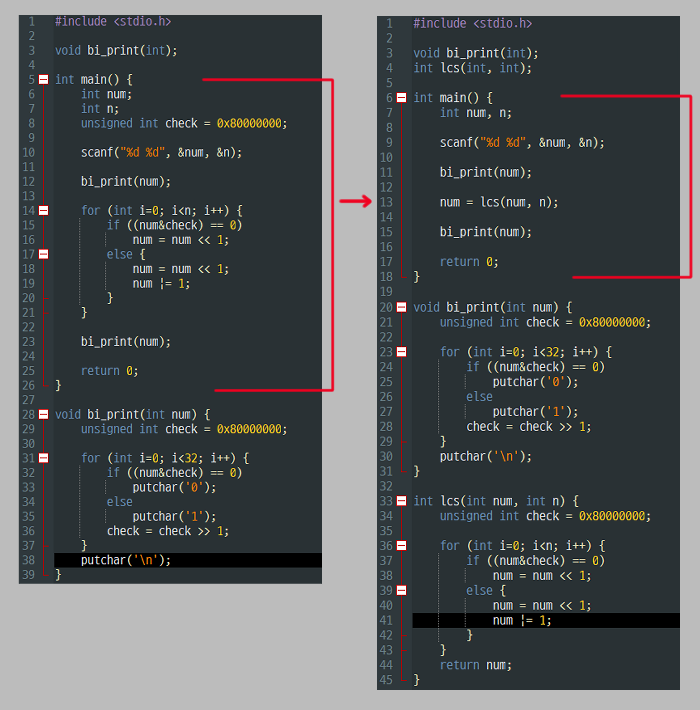 1 #include <stdio.h>
2
3 void bi_print(int);
4
5 int main() {
6     int num;
7     int n;
8     unsigned int check = 0x80000000;
9
10     scanf("%d %d", &num, &n);
11
12     bi_print(num);
13
14     for (int i=0; i<n; i++) {
15         if ((num&check) == 0)
16             num = num << 1;
17         else {
18             num = num << 1;
19             num |= 1;
20         }
21     }
22
23     bi_print(num);
24
25     return 0;
26 }
27
28 void bi_print(int num) {
29     unsigned int check = 0x80000000;
30
31     for (int i=0; i<32; i++) {
32         if ((num&check) == 0)
33             putchar('0');
34         else
35             putchar('1');
36         check = check >> 1;
37     }
38     putchar('\n');
39 }
1 #include <stdio.h>
2
3 void bi_print(int);
4 int lcs(int, int);
5
6 int main() {
7     int num, n;
8
9     scanf("%d %d", &num, &n);
10
11     bi_print(num);
12
13     num = lcs(num, n);
14
15     bi_print(num);
16
17     return 0;
18 }
19
20 void bi_print(int num) {
21     unsigned int check = 0x80000000;
22
23     for (int i=0; i<32; i++) {
24         if ((num&check) == 0)
25             putchar('0');
26         else
27             putchar('1');
28         check = check >> 1;
29     }
30     putchar('\n');
31 }
32
33 int lcs(int num, int n) {
34     unsigned int check = 0x80000000;
35
36     for (int i=0; i<n; i++) {
37         if ((num&check) == 0)
38             num = num << 1;
39         else {
40             num = num << 1;
41             num |= 1;
42         }
43     }
44     return num;
45 }